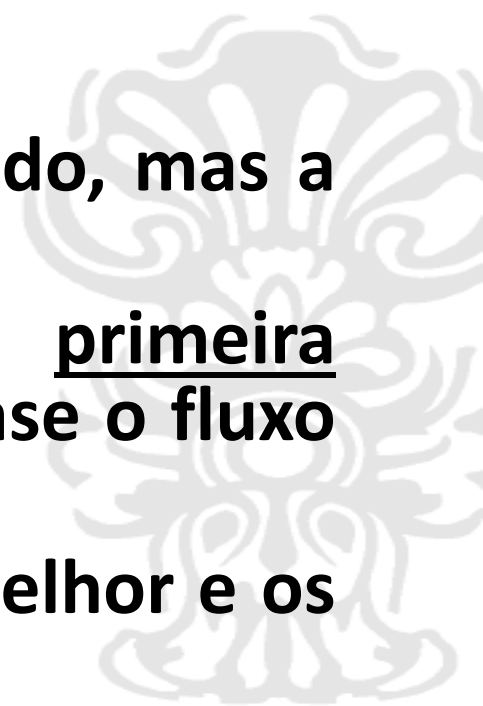 do, mas a
primeira
se o fluxo
elhor e os